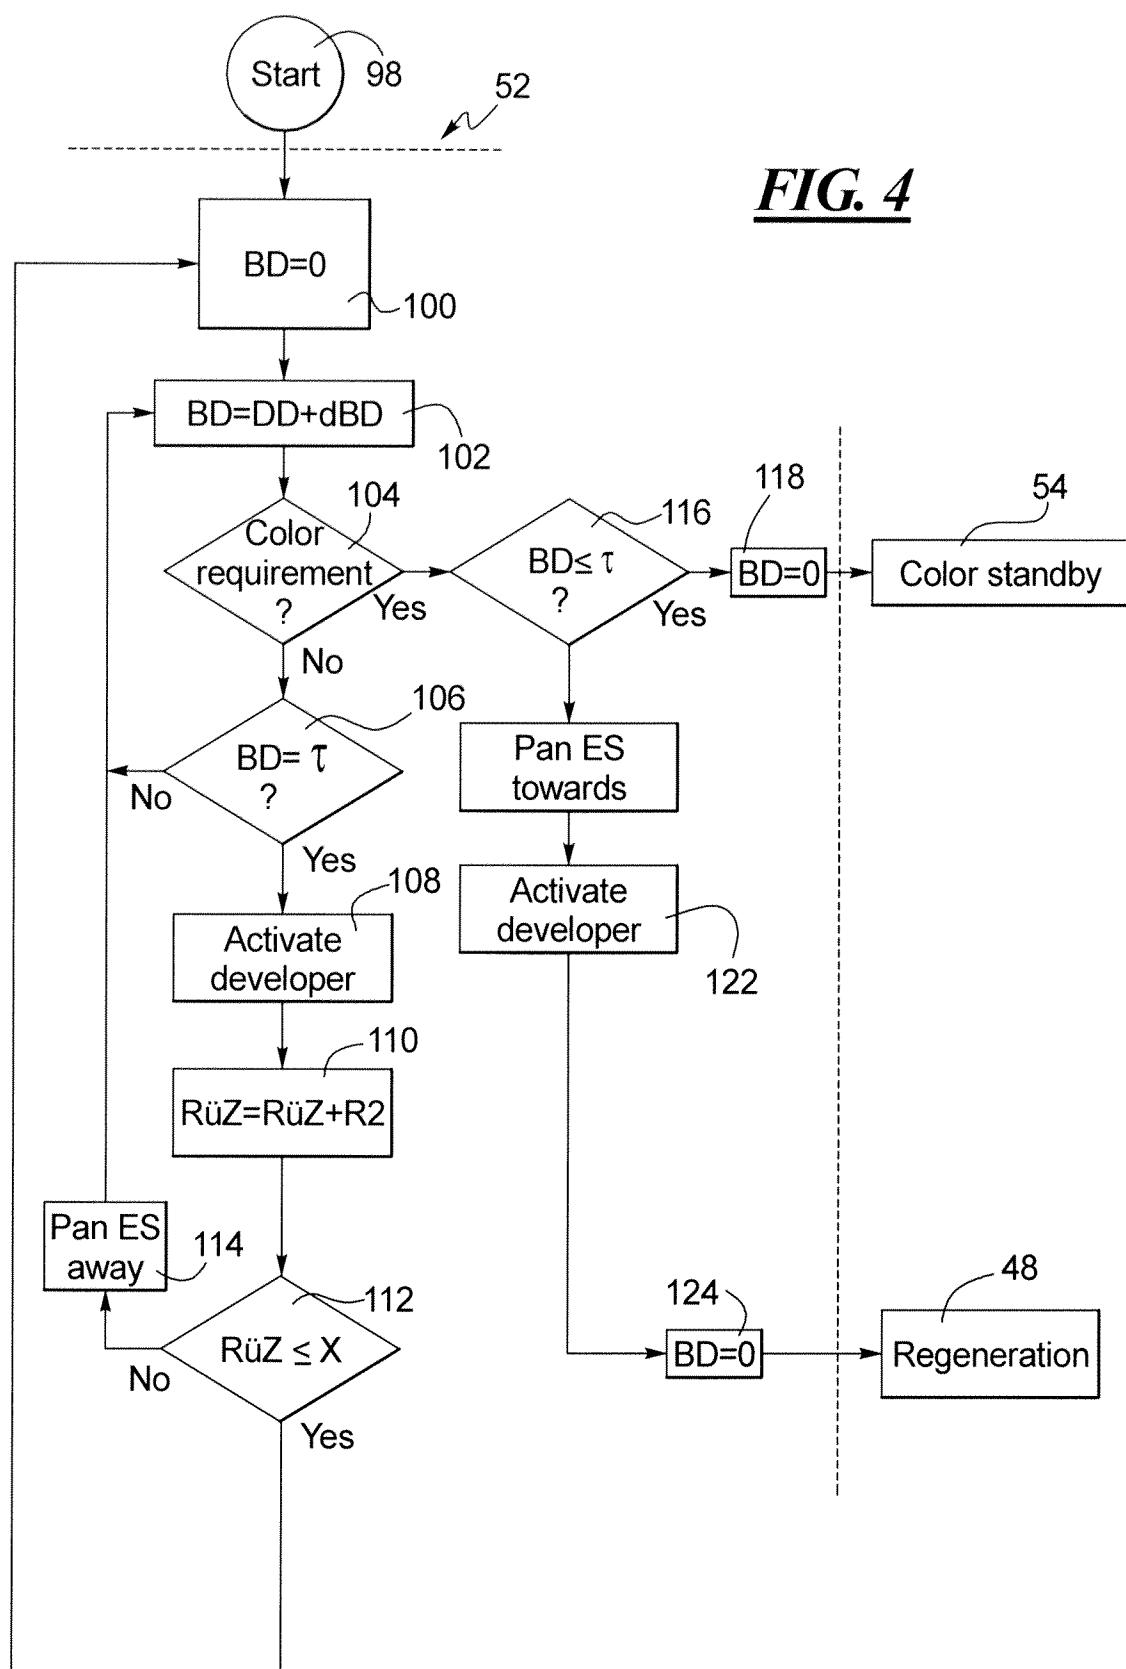 Start
98
52
FIG. 4
BD=0
100
BD=DD+dBD
102
104
Color
requirement
?
Yes
No
116
BD≤ τ
?
Yes
118
BD=0
54
Color standby
106
BD= τ
?
No
Yes
Pan ES
towards
108
Activate
developer
Activate
developer
122
110
RüZ=RüZ+R2
Pan ES
away
114
112
RüZ ≤ X
No
Yes
124
BD=0
48
Regeneration